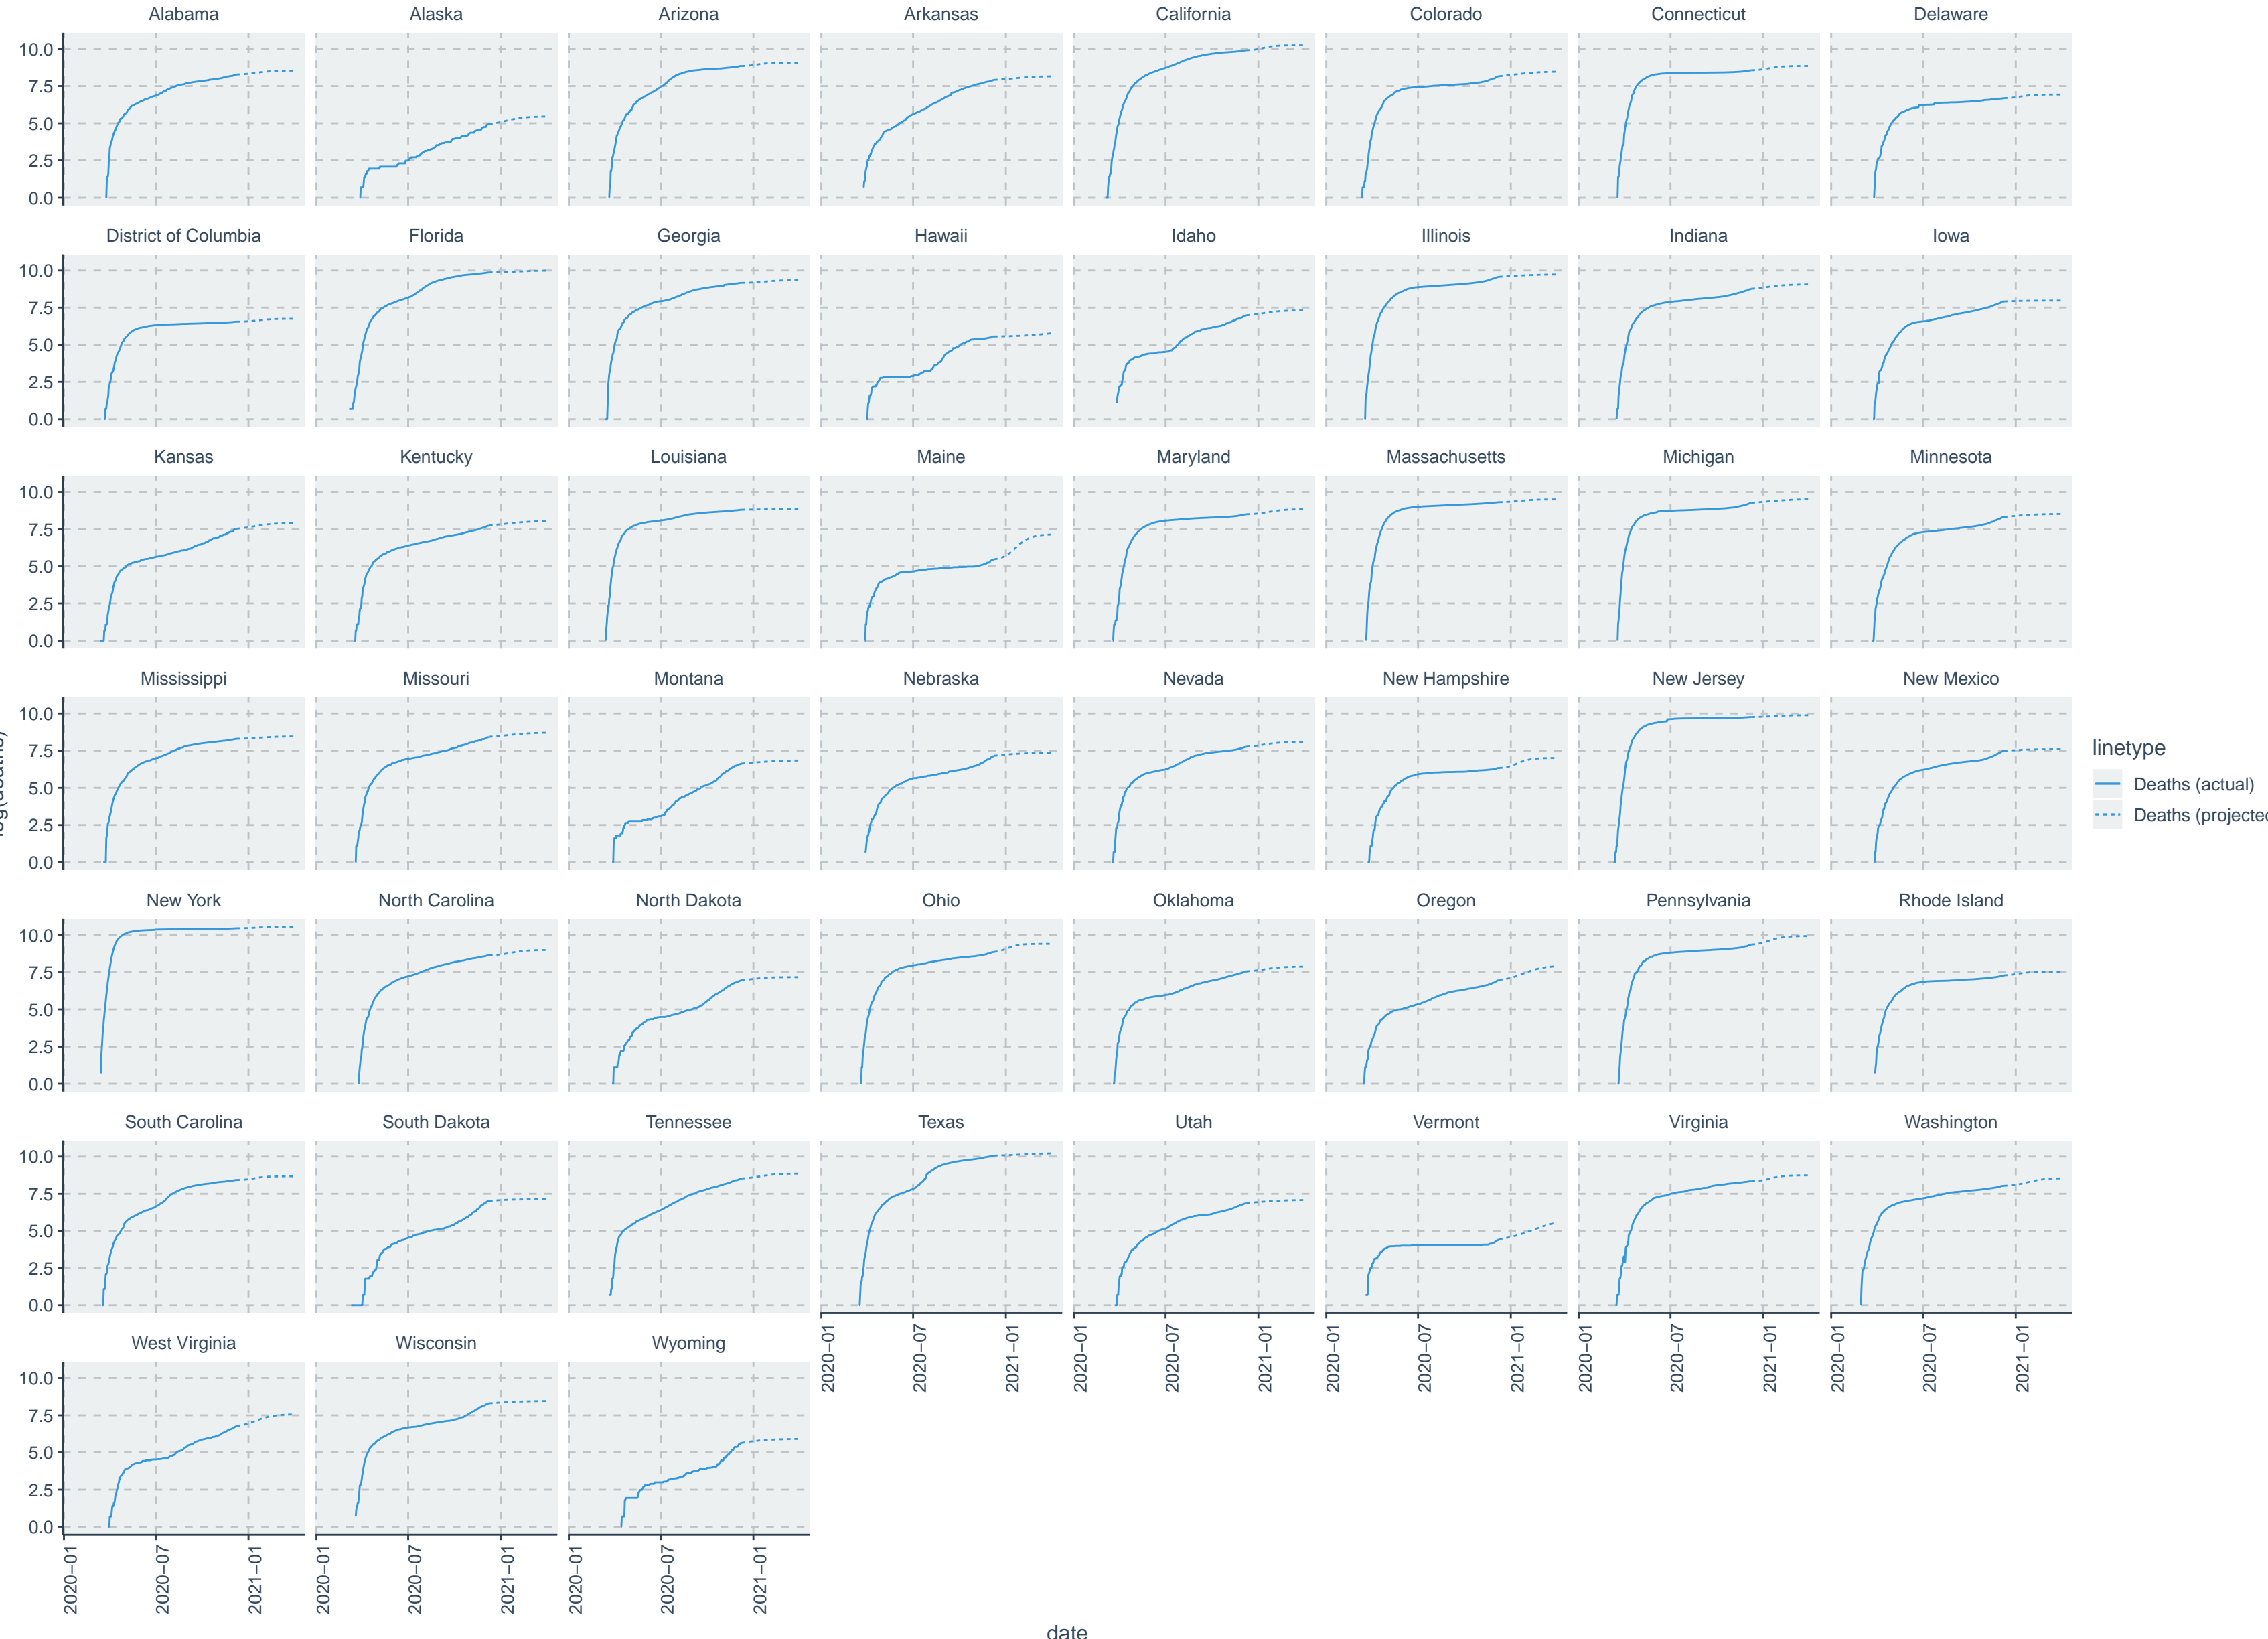 Alabama Alaska Arizona Arkansas California Colorado Connecticut Delaware
10.0
7.5
5.0
2.5
0.0
District of Columbia Florida Georgia Hawaii Idaho Illinois Indiana Iowa
10.0
7.5
5.0
2.5
0.0
Kansas Kentucky Louisiana Maine Maryland Massachusetts Michigan Minnesota
10.0
7.5
5.0
2.5
0.0
Mississippi Missouri Montana Nebraska Nevada New Hampshire New Jersey New Mexico
10.0
7.5
5.0
2.5
0.0
linetype
Deaths (actual)
Deaths (projected
New York North Carolina North Dakota Ohio Oklahoma Oregon Pennsylvania Rhode Island
10.0
7.5
5.0
2.5
0.0
South Carolina South Dakota Tennessee Texas Utah Vermont Virginia Washington
10.0
7.5
5.0
2.5
0.0
2020−01 2020−07 2021−01 2020−01 2020−07 2021−01 2020−01 2020−07 2021−01 2020−01 2020−07 2021−01 2020−01 2020−07 2021−01
West Virginia Wisconsin Wyoming
10.0
7.5
5.0
2.5
0.0
2020−01 2020−07 2021−01 2020−01 2020−07 2021−01 2020−01 2020−07 2021−01
date